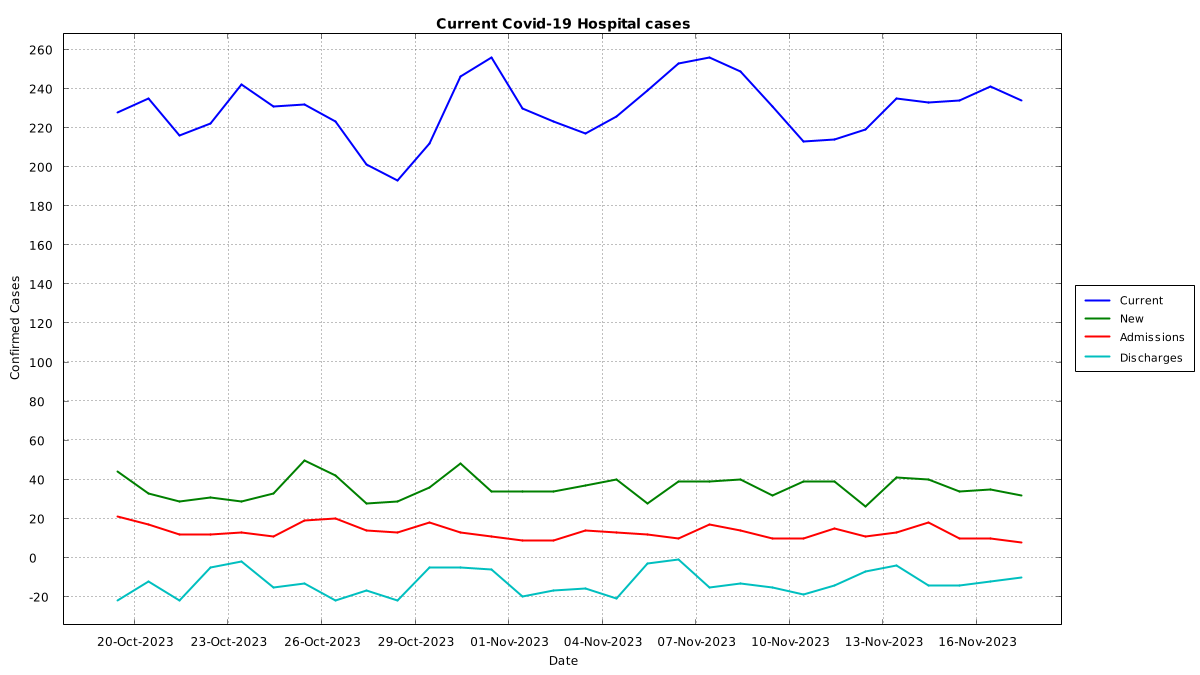 Current Covid-19 Hospital cases
260
240
220
200
180
160
140
120
100
80
60
40
20
0
-20
Confirmed Cases
20-Oct-2023 23-Oct-2023 26-Oct-2023 29-Oct-2023 01-Nov-2023 04-Nov-2023 07-Nov-2023 10-Nov-2023 13-Nov-2023 16-Nov-2023
Date
Current
New
Admissions
Discharges